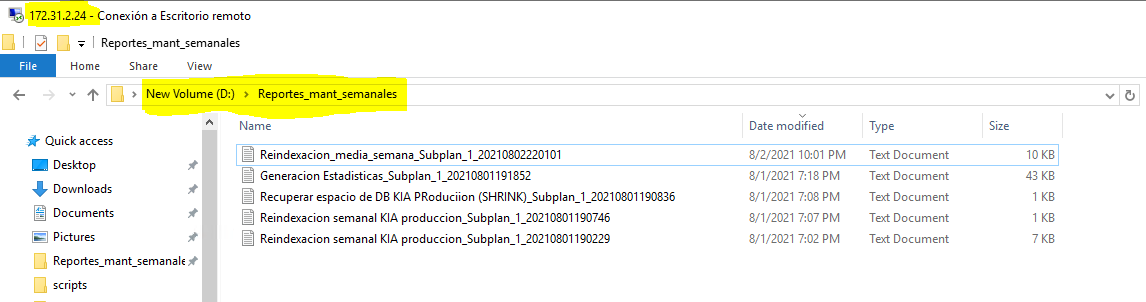 172.31.2.24 - Conexión a Escritorio remoto
Reportes_mant_semanales
File Home Share View
New Volume (D:) Reportes_mant_semanales
Name Date modified Type Size
Quick access
Desktop
Downloads
Documents
Pictures
Reportes_mant_semanale
scripts
Reindexacion_media_semana_Subplan_1_20210802220101 8/2/2021 10:01 PM Text Document 10 KB
Generacion Estadisticas_Subplan_1_20210801191852 8/1/2021 7:18 PM Text Document 43 KB
Recuperar espacio de DB KIA PRoduciion (SHRINK)_Subplan_1_20210801190836 8/1/2021 7:08 PM Text Document 1 KB
Reindexacion semanal KIA produccion_Subplan_1_20210801190746 8/1/2021 7:07 PM Text Document 1 KB
Reindexacion semanal KIA produccion_Subplan_1_20210801190229 8/1/2021 7:02 PM Text Document 7 KB